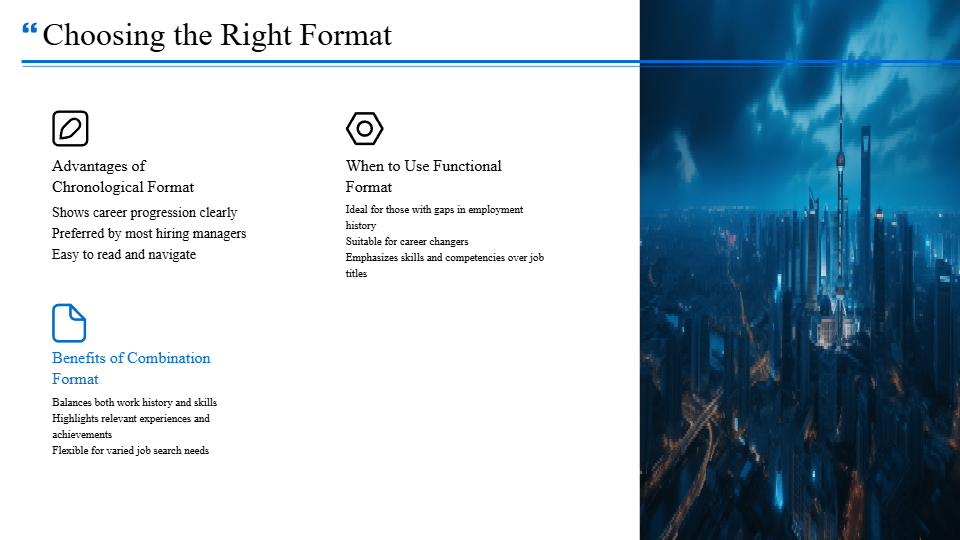 “ Choosing the Right Format
Advantages of
Chronological Format
Shows career progression clearly
Preferred by most hiring managers
Easy to read and navigate
When to Use Functional
Format
Ideal for those with gaps in employment
history
Suitable for career changers
Emphasizes skills and competencies over job
titles
Benefits of Combination
Format
Balances both work history and skills
Highlights relevant experiences and
achievements
Flexible for varied job search needs